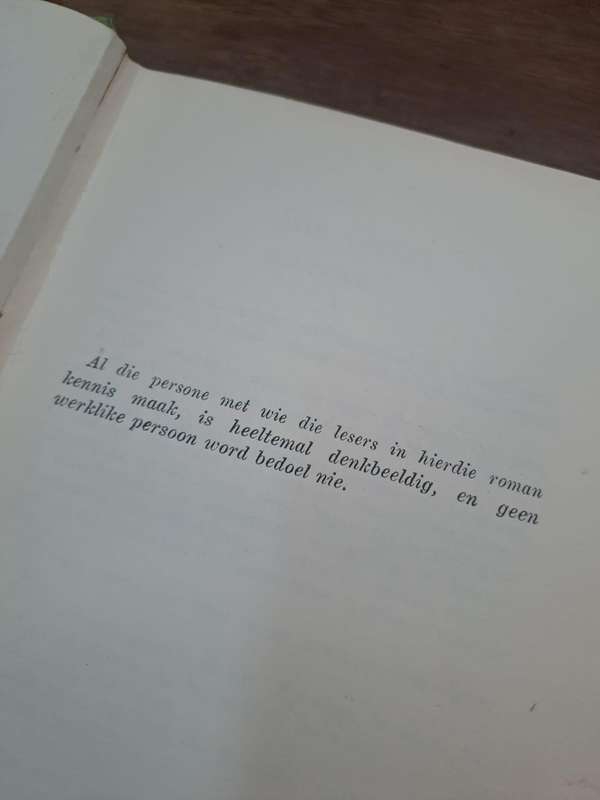 Al die persone met wie die lesers in hierdie roman
kennis maak, is heeltemal denkbeeldig, en geen
werklike persoon word bedoel nie.